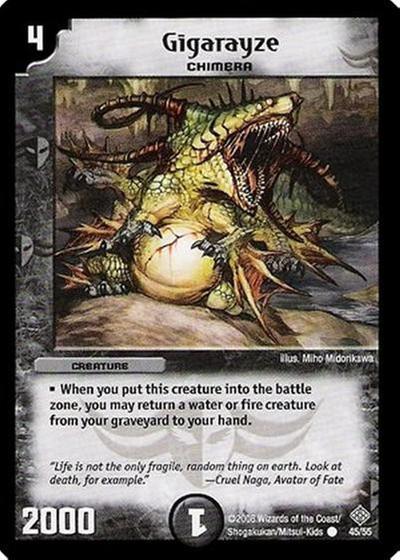 4
Gigarayze
CHIMERA
illus. Miho Midorikawa
CREATURE
▪ When you put this creature into the battle
zone, you may return a water or fire creature
from your graveyard to your hand.
"Life is not the only fragile, random thing on earth. Look at
death, for example." —Cruel Naga, Avatar of Fate
2000
1
©2006 Wizards of the Coast/
Shogakukan/Mitsui-Kids
45/55